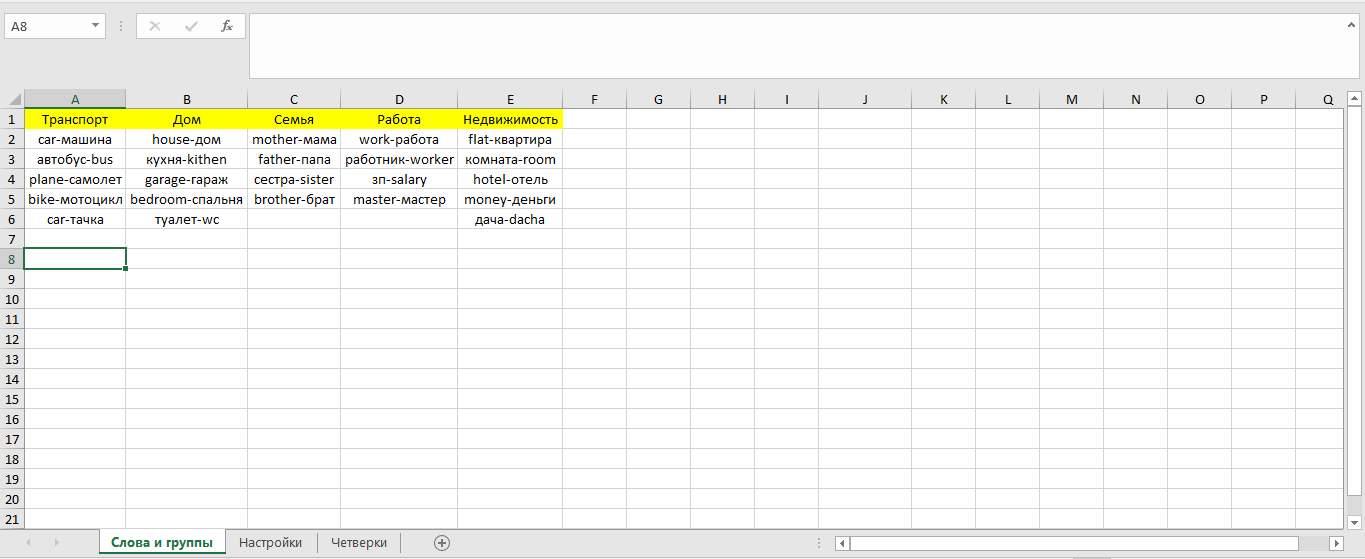 A8
fx
A B C D E F G H I J K L M N O P Q
1 Транспорт Дом Семья Работа Недвижимость
2 car-машина house-дом mother-мама work-работа flat-квартира
3 автобус-bus кухня-kithen father-папа работник-worker комната-room
4 plane-самолет garage-гараж сестра-sister зп-salary hotel-отель
5 bike-мотоцикл bedroom-спальня brother-брат master-мастер money-деньги
6 car-тачка туалет-wc дача-dacha
7
8
9
10
11
12
13
14
15
16
17
18
19
20
21
Слова и группы Настройки Четверки